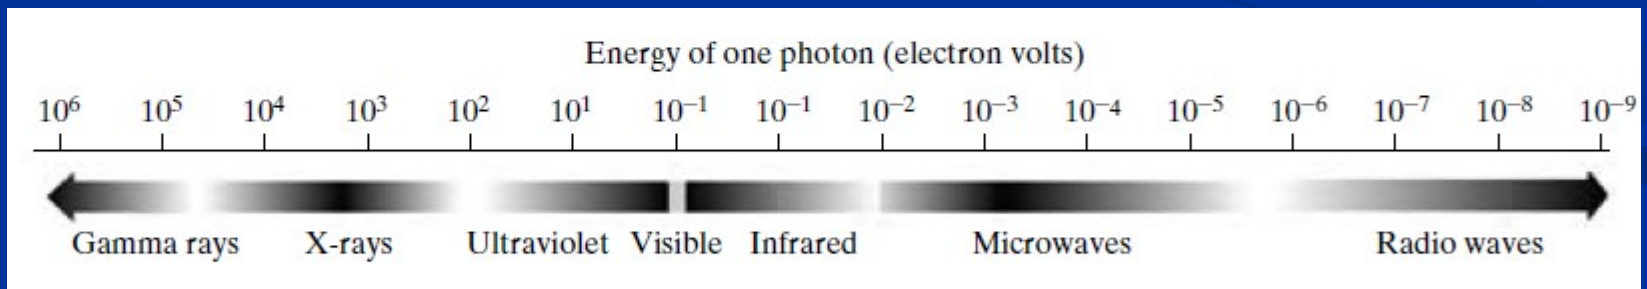 Energy of one photon (electron volts)
10⁶ 10⁵ 10⁴ 10³ 10² 10¹ 10⁻¹ 10⁻¹ 10⁻² 10⁻³ 10⁻⁴ 10⁻⁵ 10⁻⁶ 10⁻⁷ 10⁻⁸ 10⁻⁹
Gamma rays X-rays Ultraviolet Visible Infrared Microwaves Radio waves